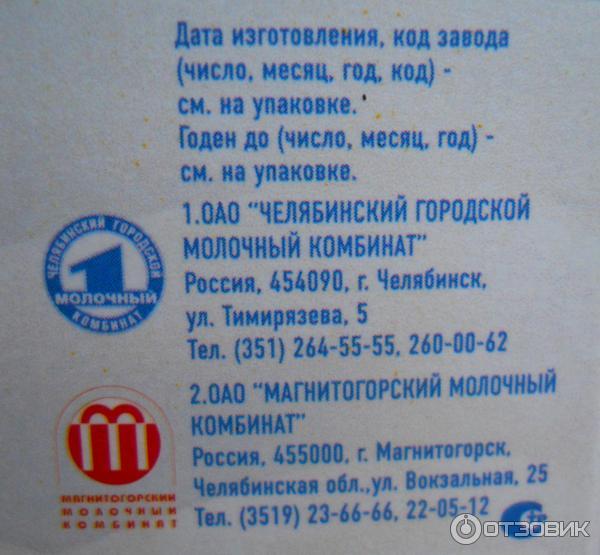 Дата изготовления, код завода
(число, месяц, год, код) -
см. на упаковке.
Годен до (число, месяц, год) -
см. на упаковке.
1.ОАО "ЧЕЛЯБИНСКИЙ ГОРОДСКОЙ
МОЛОЧНЫЙ КОМБИНАТ"
Россия, 454090, г. Челябинск,
ул. Тимирязева, 5
Тел. (351) 264-55-55, 260-00-62
ЧЕЛЯБИНСКИЙ ГОРОДСКОЙ
1
МОЛОЧНЫЙ
КОМБИНАТ
2.ОАО "МАГНИТОГОРСКИЙ МОЛОЧНЫЙ
КОМБИНАТ"
Россия, 455000, г. Магнитогорск,
Челябинская обл.,ул. Вокзальная, 25
Тел. (3519) 23-66-66, 22-05-12
m
МАГНИТОГОРСКИЙ
МОЛОЧНЫЙ
КОМБИНАТ
ОТЗОВИК